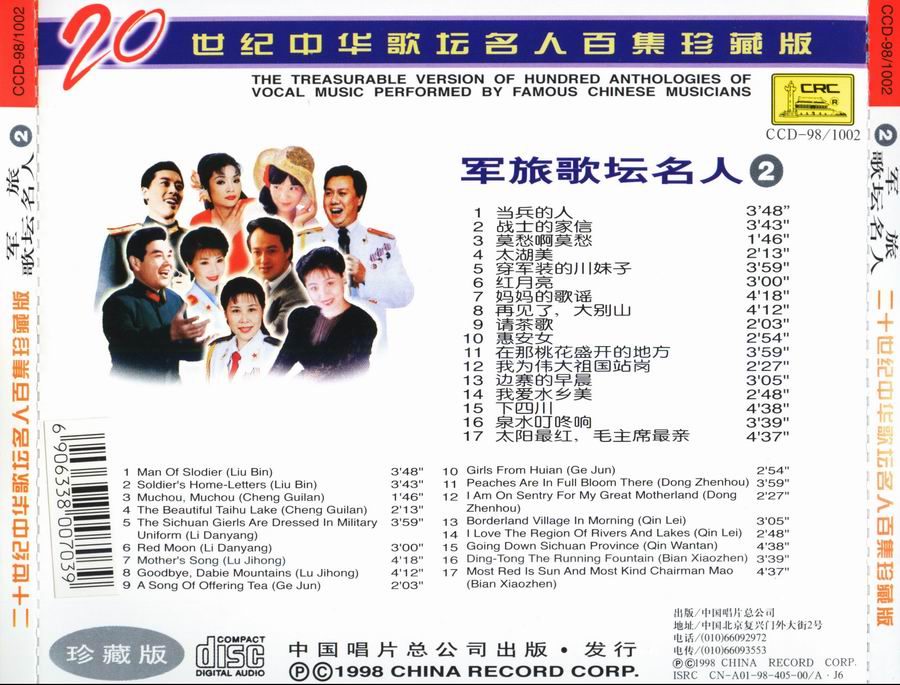 20 世纪中华歌坛名人百集珍藏版
THE TREASURABLE VERSION OF HUNDRED ANTHOLOGIES OF
VOCAL MUSIC PERFORMED BY FAMOUS CHINESE MUSICIANS
CRC
R
CCD-98/1002
军旅歌坛名人 2
1 当兵的人 3'48"
2 战士的家信 3'43"
3 莫愁啊莫愁 1'46"
4 太湖美 2'13"
5 穿军装的川妹子 3'59"
6 红月亮 3'00"
7 妈妈的歌谣 4'18"
8 再见了，大别山 4'12"
9 请茶歌 2'03"
10 惠安女 2'54"
11 在那桃花盛开的地方 3'59"
12 我为伟大祖国站岗 2'27"
13 边寨的早晨 3'05"
14 我爱水乡美 2'48"
15 下四川 4'38"
16 泉水叮咚响 3'39"
17 太阳最红，毛主席最亲 4'37"
1 Man Of Slodier (Liu Bin) 3'48"
2 Soldier's Home-Letters (Liu Bin) 3'43"
3 Muchou, Muchou (Cheng Guilan) 1'46"
4 The Beautiful Taihu Lake (Cheng Guilan) 2'13"
5 The Sichuan Gierls Are Dressed In Military 3'59"
Uniform (Li Danyang)
6 Red Moon (Li Danyang) 3'00"
7 Mother's Song (Lu Jihong) 4'18"
8 Goodbye, Dabie Mountains (Lu Jihong) 4'12"
9 A Song Of Offering Tea (Ge Jun) 2'03"
10 Girls From Huian (Ge Jun) 2'54"
11 Peaches Are In Full Bloom There (Dong Zhenhou) 3'59"
12 I Am On Sentry For My Great Motherland (Dong 2'27"
Zhenhou)
13 Borderland Village In Morning (Qin Lei) 3'05"
14 I Love The Region Of Rivers And Lakes (Qin Lei) 2'48"
15 Going Down Sichuan Province (Qin Wantan) 4'38"
16 Ding-Tong The Running Fountain (Bian Xiaozhen) 3'39"
17 Most Red Is Sun And Most Kind Chairman Mao 4'37"
(Bian Xiaozhen)
6906338007039
珍藏版
COMPACT
disc
DIGITAL AUDIO
中国唱片总公司出版·发行
ⓅⒸ1998 CHINA RECORD CORP.
出版/中国唱片总公司
地址/中国北京复兴门外大街2号
电话/(010)66092972
电传/(010)66093553
ⓅⒸ1998 CHINA RECORD CORP.
ISRC CN-A01-98-405-00/A·J6
CCD-98/1002
2
军旅
歌坛名人
二十世纪中华歌坛名人百集珍藏版
CCD-98/1002
2
军旅
歌坛名人
二十世纪中华歌坛名人百集珍藏版